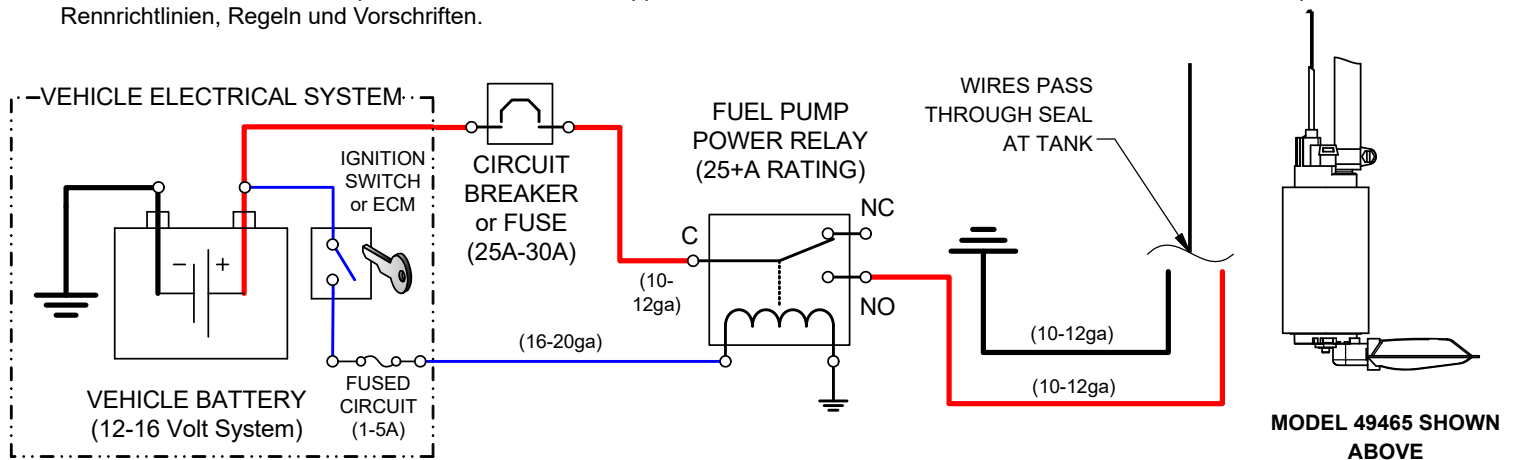 Rennrichtlinien, Regeln und Vorschriften.
VEHICLE ELECTRICAL SYSTEM
IGNITION
SWITCH
or ECM
CIRCUIT
BREAKER
or FUSE
(25A-30A)
FUEL PUMP
POWER RELAY
(25+A RATING)
WIRES PASS
THROUGH SEAL
AT TANK
C
NC
NO
(10-
12ga)
− +
(16-20ga)
(10-12ga)
(10-12ga)
FUSED
CIRCUIT
(1-5A)
VEHICLE BATTERY
(12-16 Volt System)
MODEL 49465 SHOWN
ABOVE